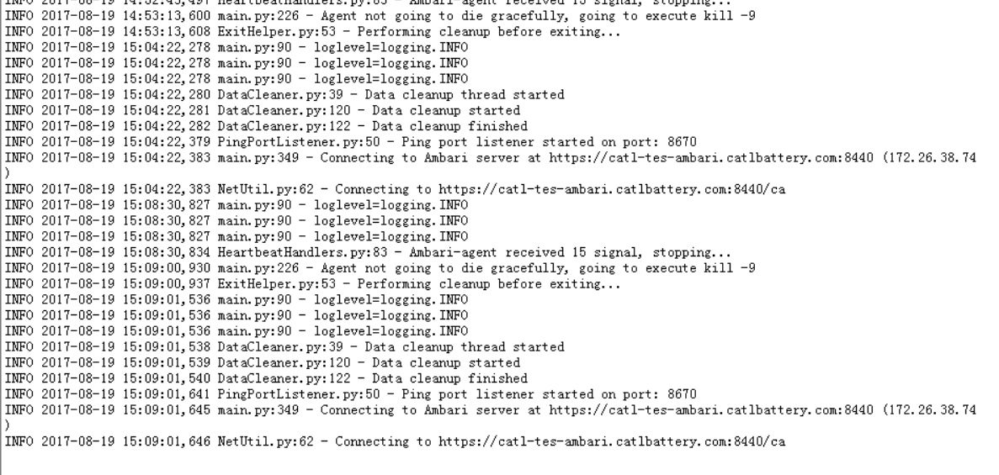 INFO 2017-08-19 14:52:43,497 HeartbeatHandlers.py:83 - Ambari-agent received 15 signal, stopping...
INFO 2017-08-19 14:53:13,600 main.py:226 - Agent not going to die gracefully, going to execute kill -9
INFO 2017-08-19 14:53:13,608 ExitHelper.py:53 - Performing cleanup before exiting...
INFO 2017-08-19 15:04:22,278 main.py:90 - loglevel=logging.INFO
INFO 2017-08-19 15:04:22,278 main.py:90 - loglevel=logging.INFO
INFO 2017-08-19 15:04:22,278 main.py:90 - loglevel=logging.INFO
INFO 2017-08-19 15:04:22,280 DataCleaner.py:39 - Data cleanup thread started
INFO 2017-08-19 15:04:22,281 DataCleaner.py:120 - Data cleanup started
INFO 2017-08-19 15:04:22,282 DataCleaner.py:122 - Data cleanup finished
INFO 2017-08-19 15:04:22,379 PingPortListener.py:50 - Ping port listener started on port: 8670
INFO 2017-08-19 15:04:22,383 main.py:349 - Connecting to Ambari server at https://catl-tes-ambari.catlbattery.com:8440 (172.26.38.74
)
INFO 2017-08-19 15:04:22,383 NetUtil.py:62 - Connecting to https://catl-tes-ambari.catlbattery.com:8440/ca
INFO 2017-08-19 15:08:30,827 main.py:90 - loglevel=logging.INFO
INFO 2017-08-19 15:08:30,827 main.py:90 - loglevel=logging.INFO
INFO 2017-08-19 15:08:30,827 main.py:90 - loglevel=logging.INFO
INFO 2017-08-19 15:08:30,834 HeartbeatHandlers.py:83 - Ambari-agent received 15 signal, stopping...
INFO 2017-08-19 15:09:00,930 main.py:226 - Agent not going to die gracefully, going to execute kill -9
INFO 2017-08-19 15:09:00,937 ExitHelper.py:53 - Performing cleanup before exiting...
INFO 2017-08-19 15:09:01,536 main.py:90 - loglevel=logging.INFO
INFO 2017-08-19 15:09:01,536 main.py:90 - loglevel=logging.INFO
INFO 2017-08-19 15:09:01,536 main.py:90 - loglevel=logging.INFO
INFO 2017-08-19 15:09:01,538 DataCleaner.py:39 - Data cleanup thread started
INFO 2017-08-19 15:09:01,539 DataCleaner.py:120 - Data cleanup started
INFO 2017-08-19 15:09:01,540 DataCleaner.py:122 - Data cleanup finished
INFO 2017-08-19 15:09:01,641 PingPortListener.py:50 - Ping port listener started on port: 8670
INFO 2017-08-19 15:09:01,645 main.py:349 - Connecting to Ambari server at https://catl-tes-ambari.catlbattery.com:8440 (172.26.38.74
)
INFO 2017-08-19 15:09:01,646 NetUtil.py:62 - Connecting to https://catl-tes-ambari.catlbattery.com:8440/ca